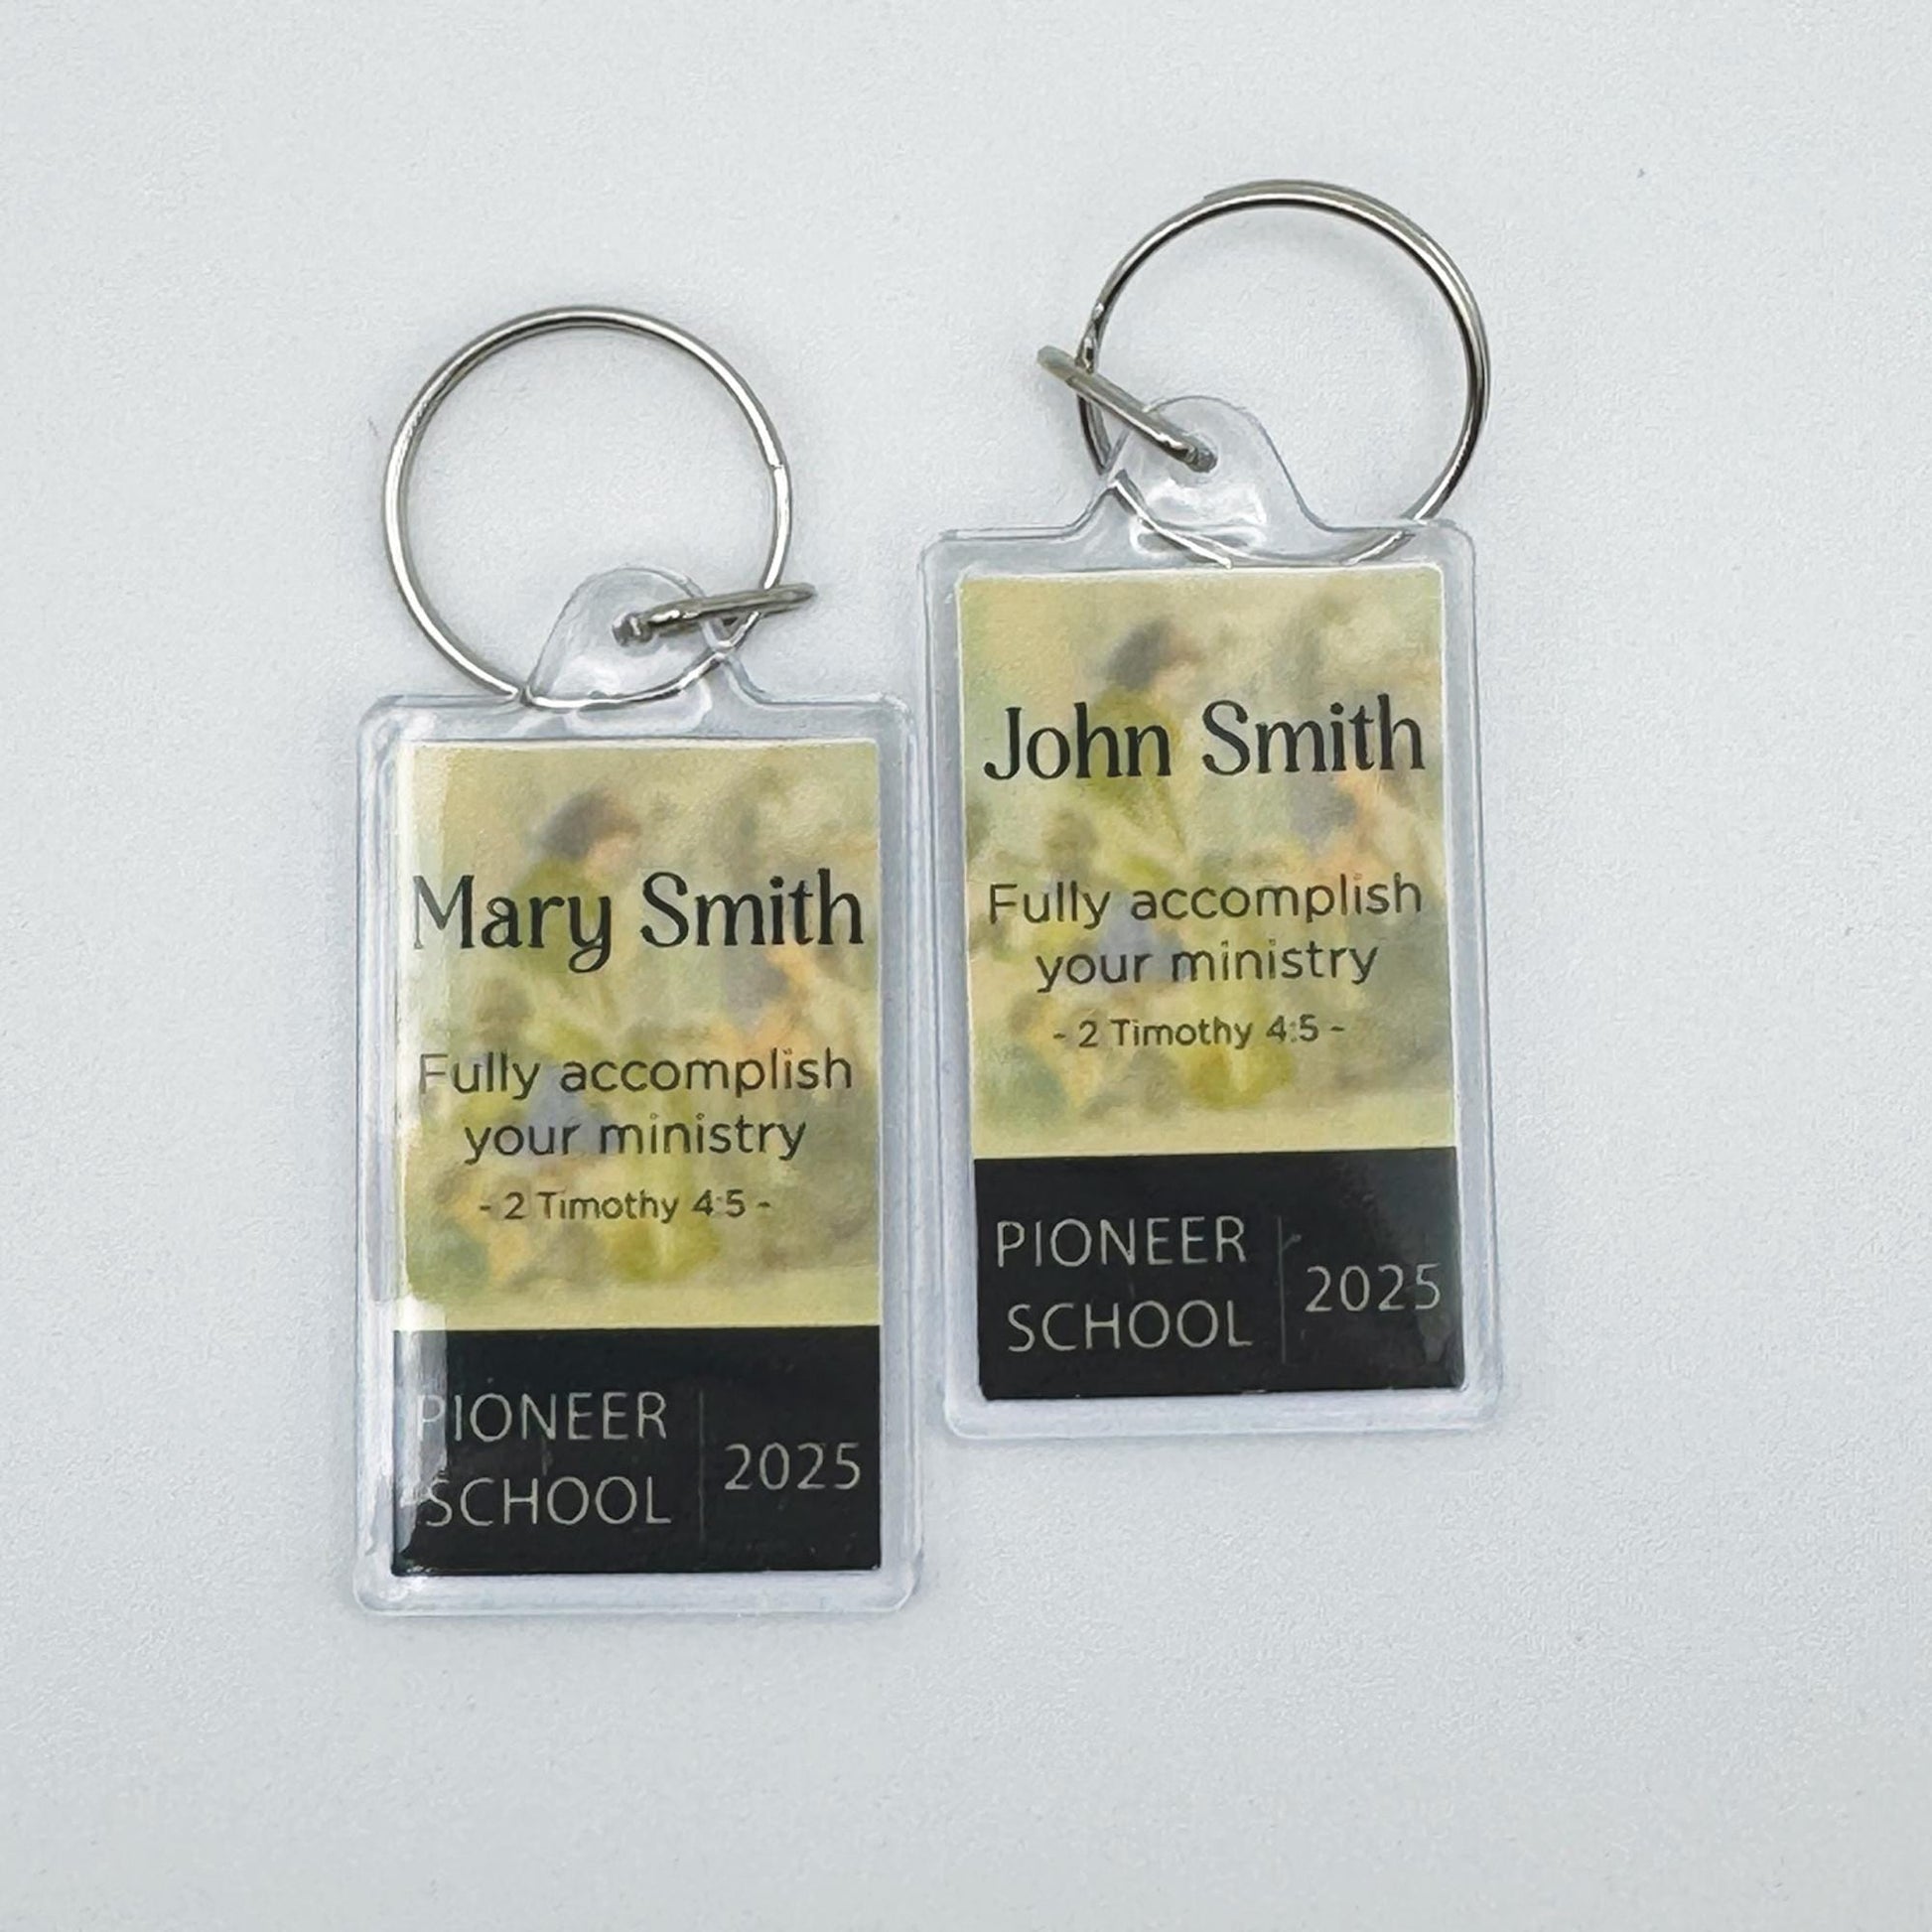 Mary Smith
Fully accomplish
your ministry
- 2 Timothy 4:5 -
PIONEER
SCHOOL
2025
John Smith
Fully accomplish
your ministry
- 2 Timothy 4:5 -
PIONEER
SCHOOL
2025